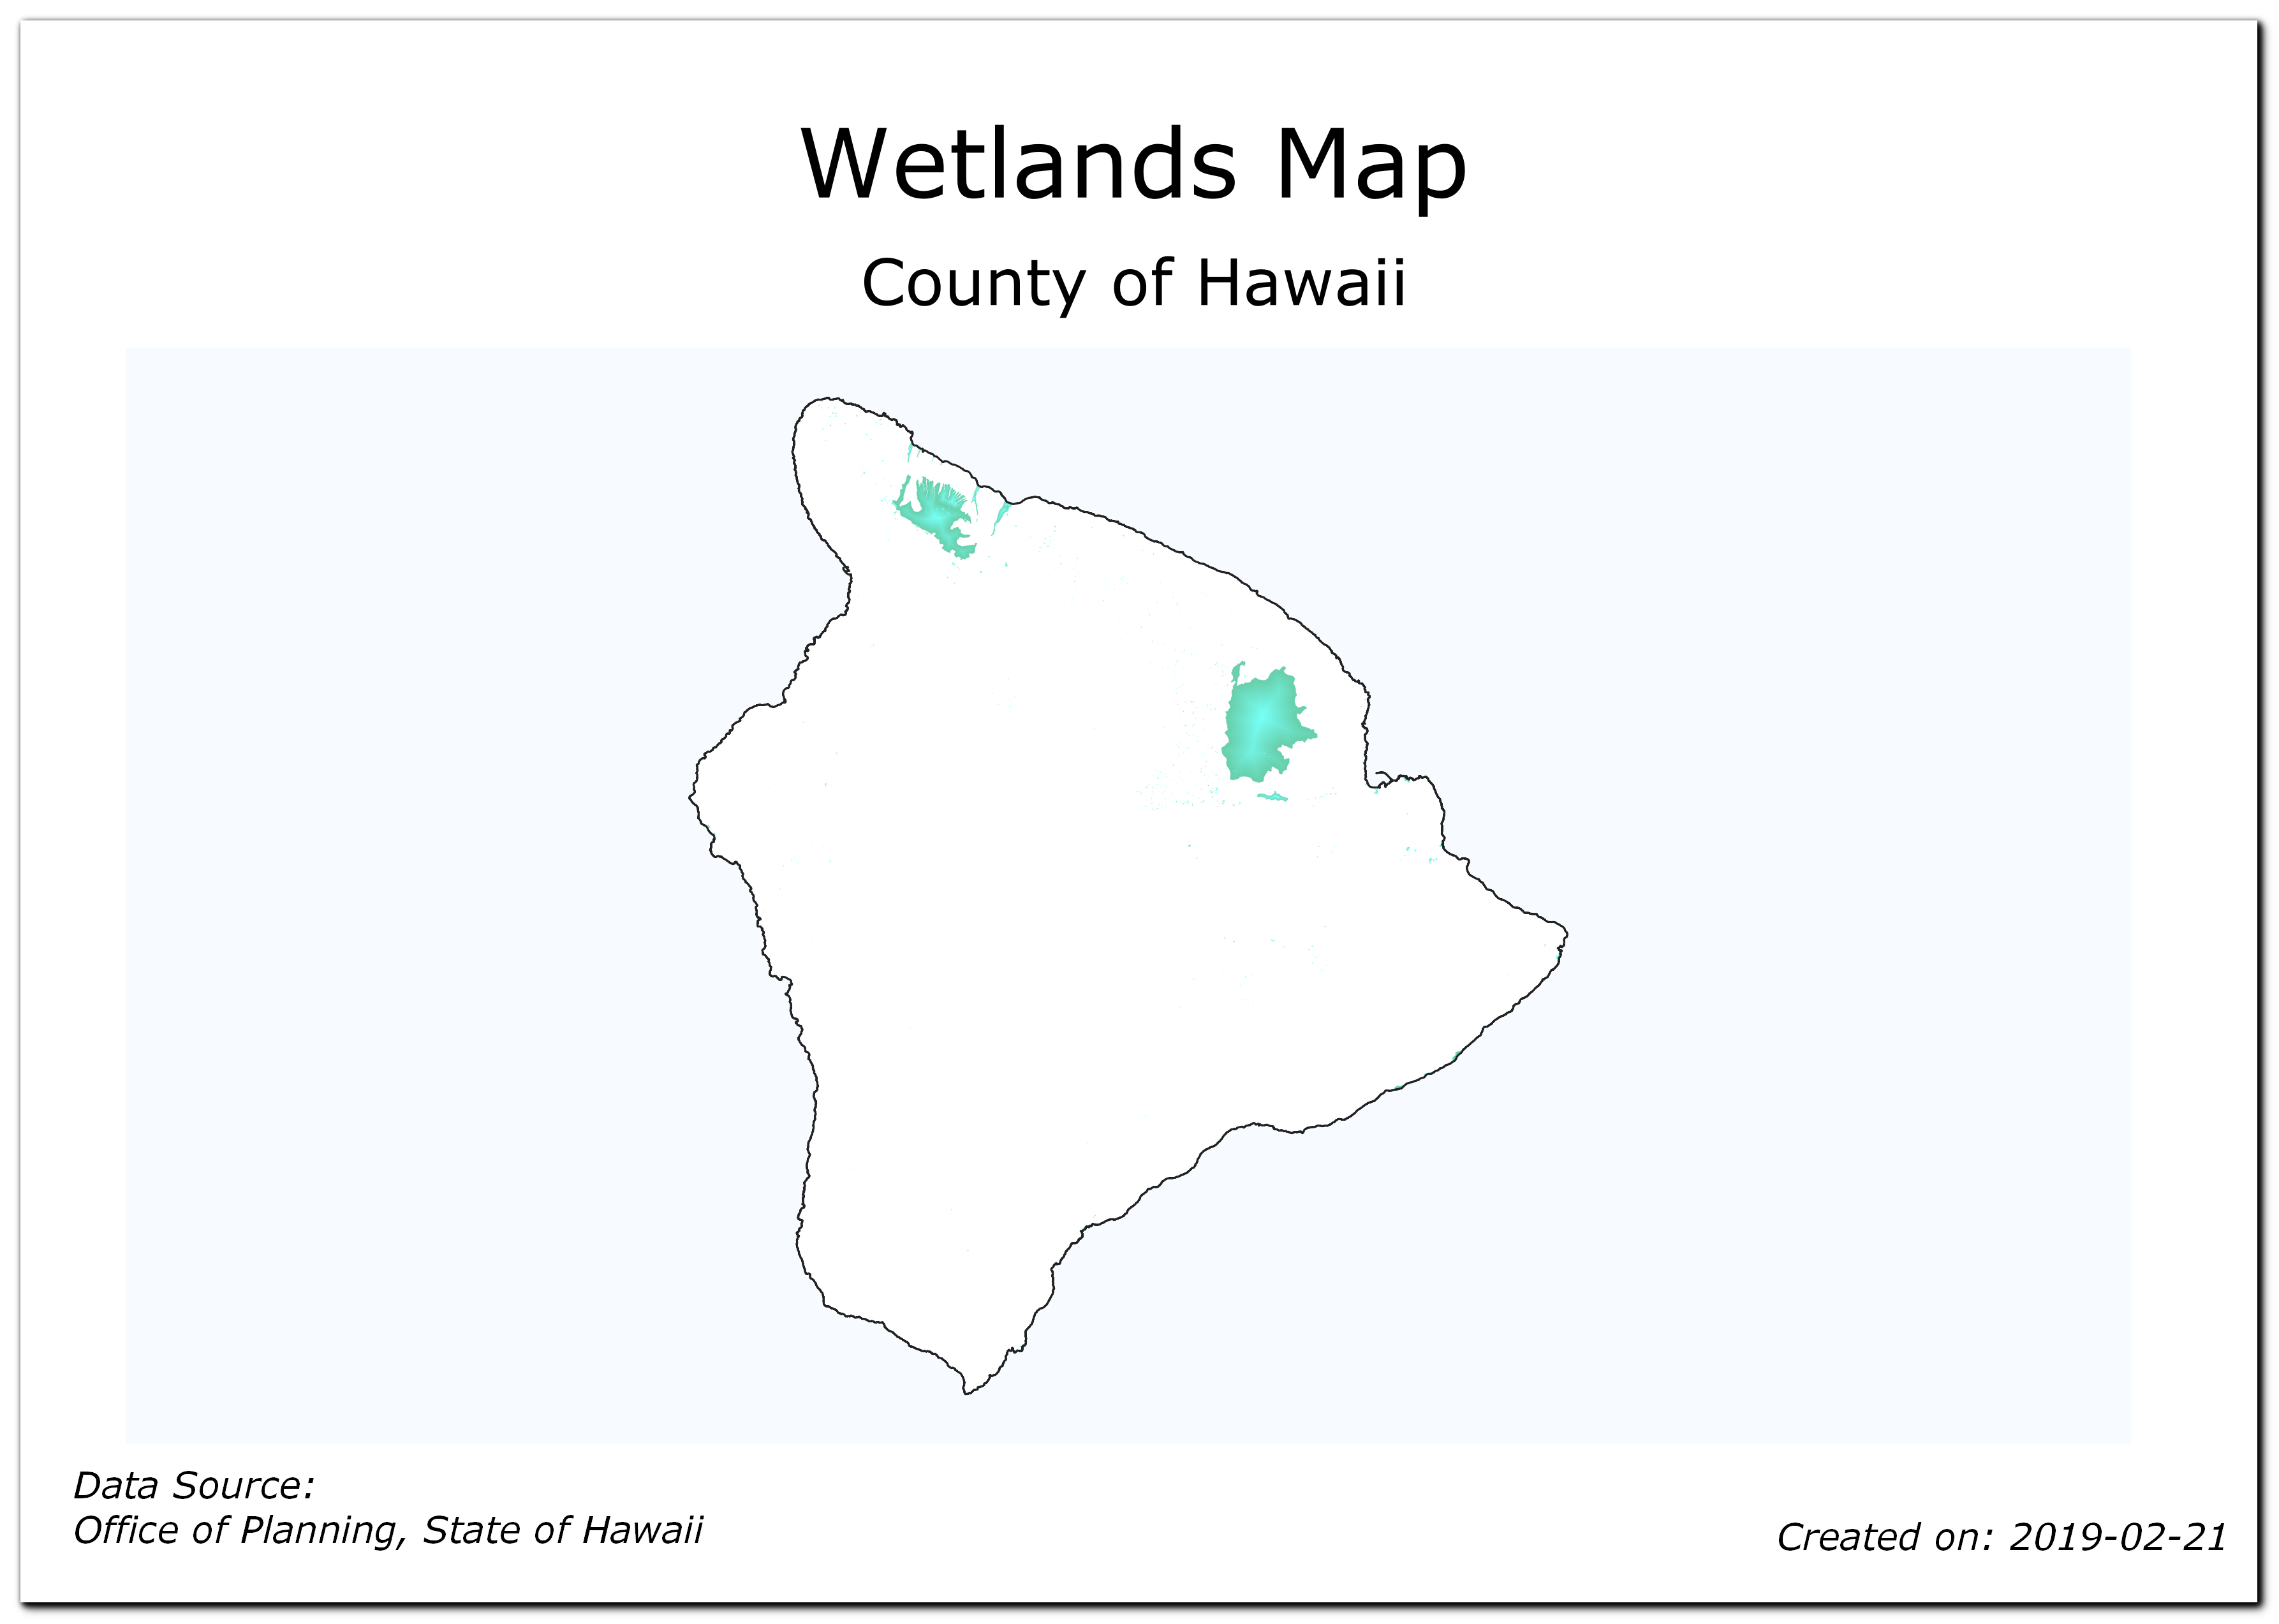 Wetlands Map
County of Hawaii
Data Source:
Office of Planning, State of Hawaii
Created on: 2019-02-21